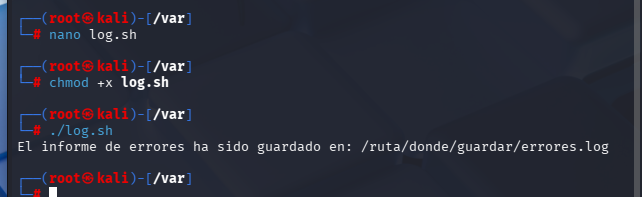 ┌──(root㉿kali)-[/var]
└─# nano log.sh
┌──(root㉿kali)-[/var]
└─# chmod +x log.sh
┌──(root㉿kali)-[/var]
└─# ./log.sh
El informe de errores ha sido guardado en: /ruta/donde/guardar/errores.log
┌──(root㉿kali)-[/var]
└─#